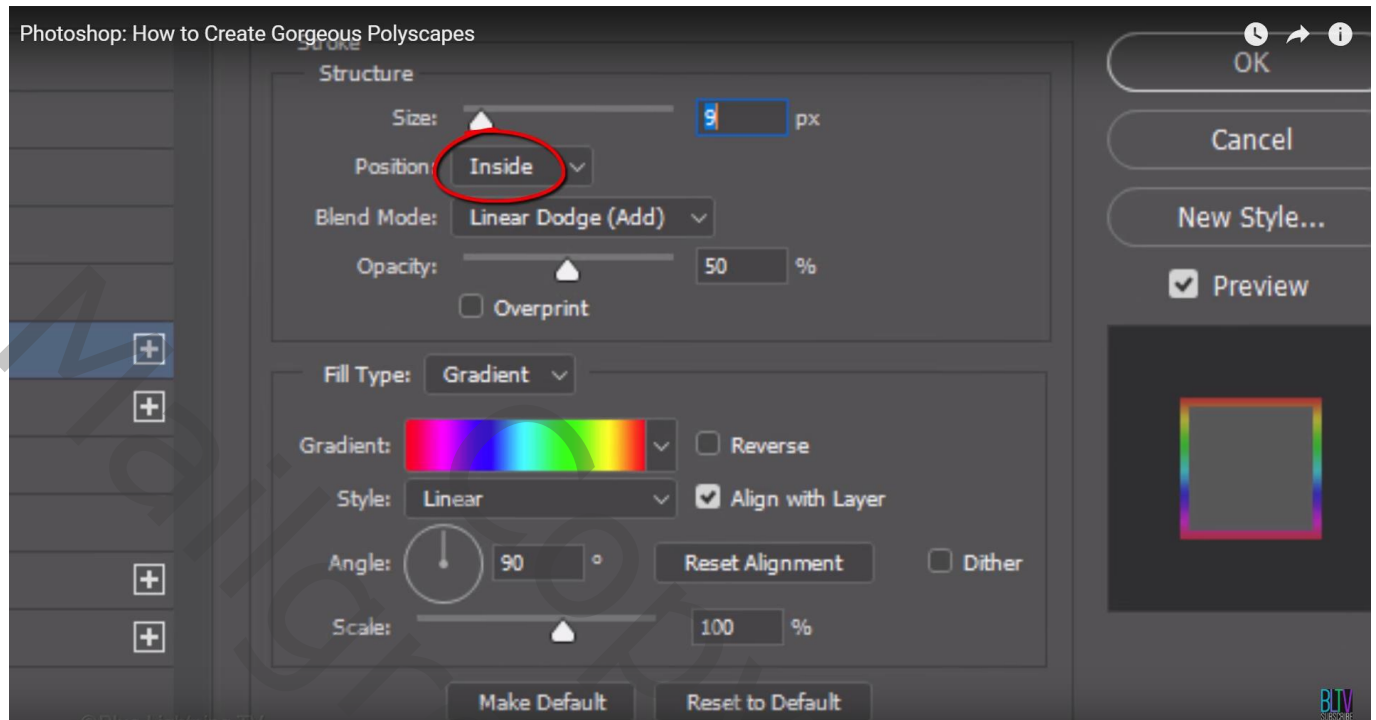 Photoshop: How to Create Gorgeous Polyscapes
Stroke
Structure
Size: 9 px
Position: Inside
Blend Mode: Linear Dodge (Add)
Opacity: 50 %
Overprint
Fill Type: Gradient
Gradient: Reverse
Style: Linear Align with Layer
Angle: 90 ° Reset Alignment Dither
Scale: 100 %
Make Default Reset to Default
OK
Cancel
New Style...
Preview
BLTV
SUBSCRIBE